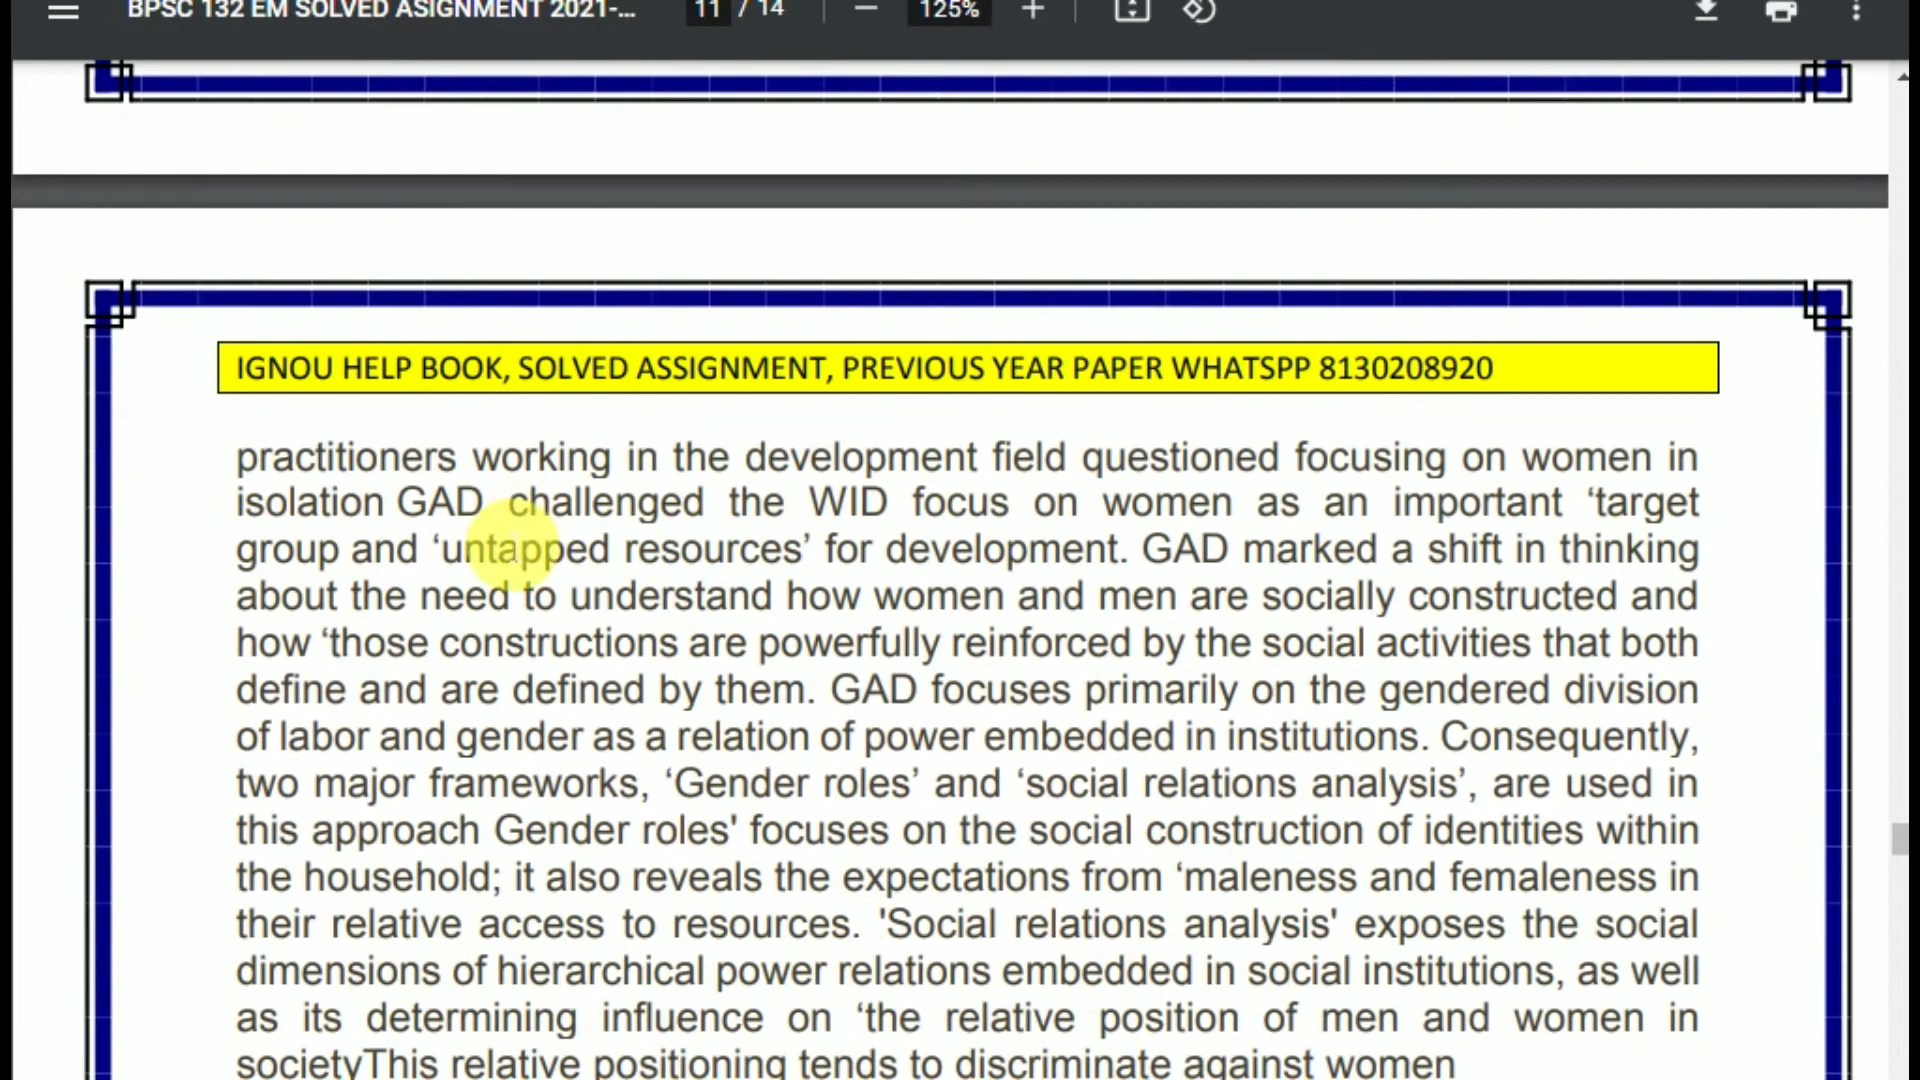 BPSC 132 EM SOLVED ASIGNMENT 2021-... 11 / 14 125%
IGNOU HELP BOOK, SOLVED ASSIGNMENT, PREVIOUS YEAR PAPER WHATSPP 8130208920
practitioners working in the development field questioned focusing on women in
isolation GAD challenged the WID focus on women as an important ‘target
group and ‘untapped resources’ for development. GAD marked a shift in thinking
about the need to understand how women and men are socially constructed and
how ‘those constructions are powerfully reinforced by the social activities that both
define and are defined by them. GAD focuses primarily on the gendered division
of labor and gender as a relation of power embedded in institutions. Consequently,
two major frameworks, ‘Gender roles’ and ‘social relations analysis’, are used in
this approach Gender roles' focuses on the social construction of identities within
the household; it also reveals the expectations from ‘maleness and femaleness in
their relative access to resources. 'Social relations analysis' exposes the social
dimensions of hierarchical power relations embedded in social institutions, as well
as its determining influence on ‘the relative position of men and women in
societyThis relative positioning tends to discriminate against women